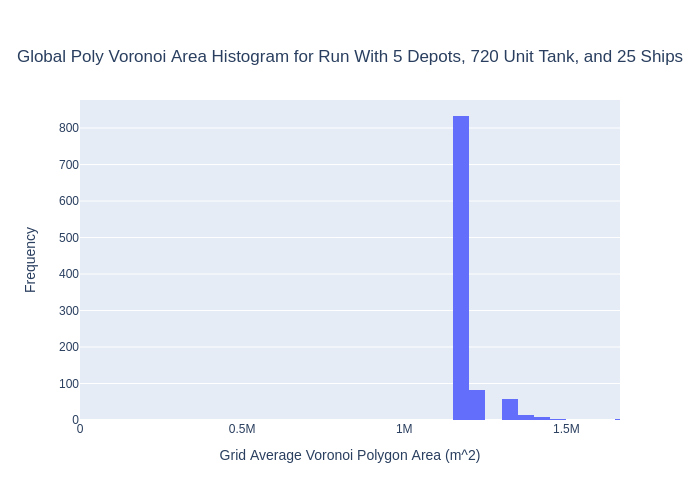 Global Poly Voronoi Area Histogram for Run With 5 Depots, 720 Unit Tank, and 25 Ships
800
700
600
500
400
300
200
100
0
Frequency
0
0.5M
1M
1.5M
Grid Average Voronoi Polygon Area (m^2)